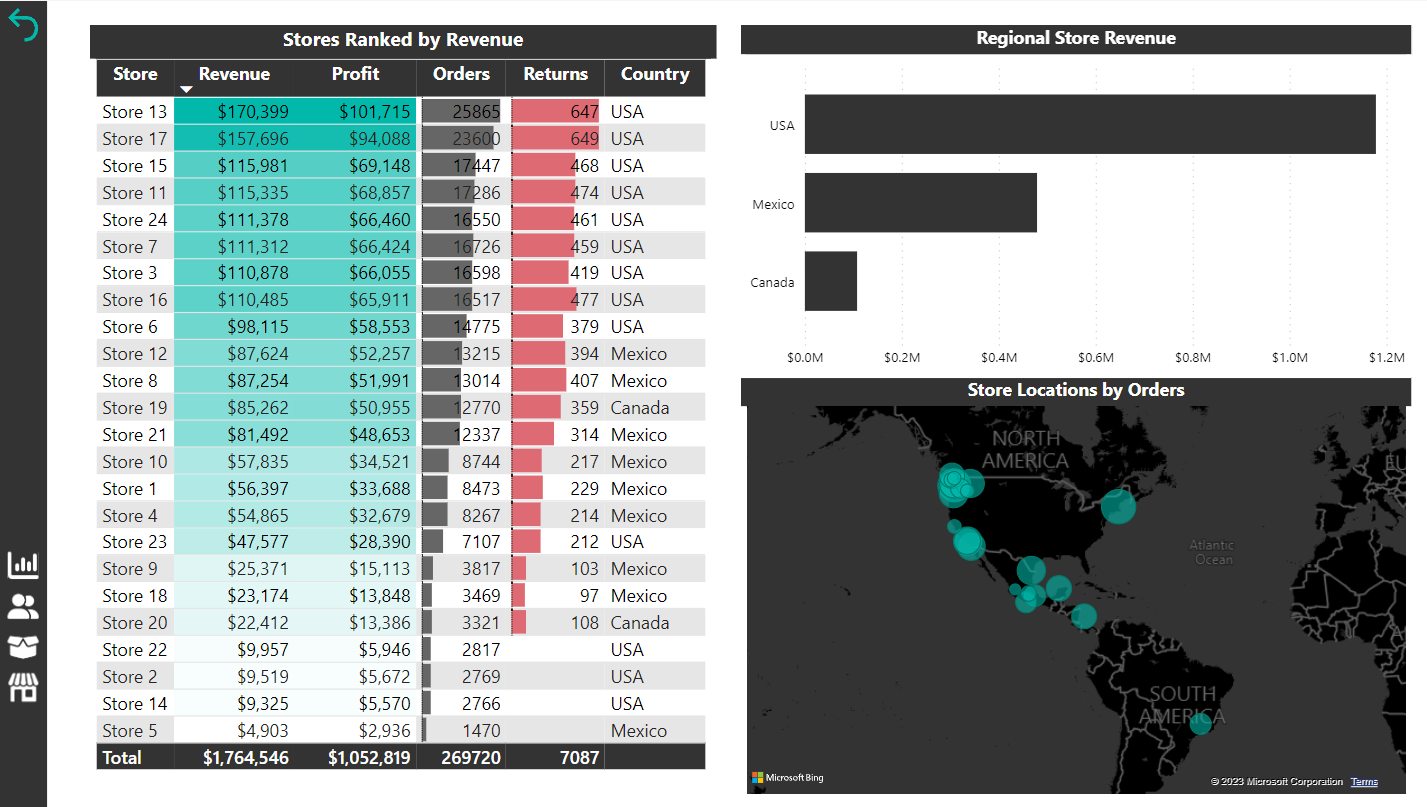 Stores Ranked by Revenue
Store Revenue Profit Orders Returns Country
Store 13 $170,399 $101,715 25865 647 USA
Store 17 $157,696 $94,088 23600 649 USA
Store 15 $115,981 $69,148 17447 468 USA
Store 11 $115,335 $68,857 17286 474 USA
Store 24 $111,378 $66,460 16550 461 USA
Store 7 $111,312 $66,424 16726 459 USA
Store 3 $110,878 $66,055 16598 419 USA
Store 16 $110,485 $65,911 16517 477 USA
Store 6 $98,115 $58,553 14775 379 USA
Store 12 $87,624 $52,257 13215 394 Mexico
Store 8 $87,254 $51,991 13014 407 Mexico
Store 19 $85,262 $50,955 12770 359 Canada
Store 21 $81,492 $48,653 12337 314 Mexico
Store 10 $57,835 $34,521 8744 217 Mexico
Store 1 $56,397 $33,688 8473 229 Mexico
Store 4 $54,865 $32,679 8267 214 Mexico
Store 23 $47,577 $28,390 7107 212 USA
Store 9 $25,371 $15,113 3817 103 Mexico
Store 18 $23,174 $13,848 3469 97 Mexico
Store 20 $22,412 $13,386 3321 108 Canada
Store 22 $9,957 $5,946 2817 USA
Store 2 $9,519 $5,672 2769 USA
Store 14 $9,325 $5,570 2766 USA
Store 5 $4,903 $2,936 1470 Mexico
Total $1,764,546 $1,052,819 269720 7087
Regional Store Revenue
USA
Mexico
Canada
$0.0M $0.2M $0.4M $0.6M $0.8M $1.0M $1.2M
Store Locations by Orders
NORTH
AMERICA
EU
Atlantic
Ocean
A
SOUTH
AMERICA
Microsoft Bing
© 2023 Microsoft Corporation Terms